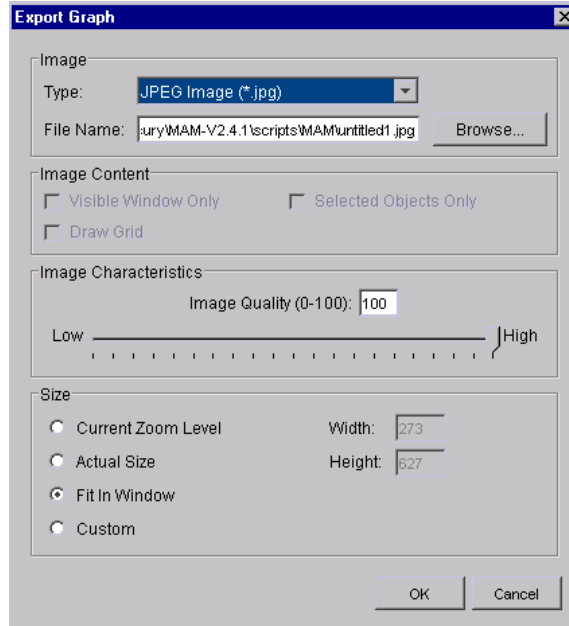 Export Graph
Image
Type: JPEG Image (*.jpg)
File Name: :ury\MAM-V2.4.1\scripts\MAM\untitled1.jpg Browse...
Image Content
Visible Window Only Selected Objects Only
Draw Grid
Image Characteristics
Image Quality (0-100): 100
Low High
Size
Current Zoom Level Width: 273
Actual Size Height: 627
Fit In Window
Custom
OK Cancel